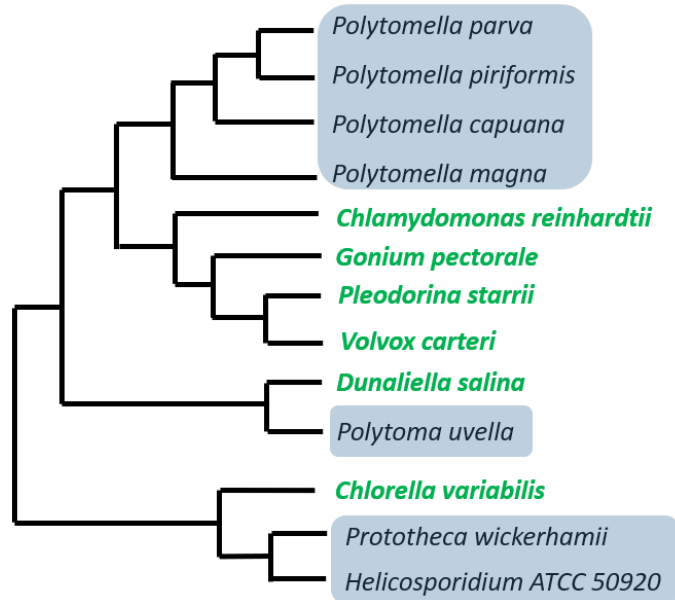 Polytomella parva
Polytomella piriformis
Polytomella capuana
Polytomella magna
Chlamydomonas reinhardtii
Gonium pectorale
Pleodorina starrii
Volvox carteri
Dunaliella salina
Polytoma uvella
Chlorella variabilis
Prototheca wickerhamii
Helicosporidium ATCC 50920